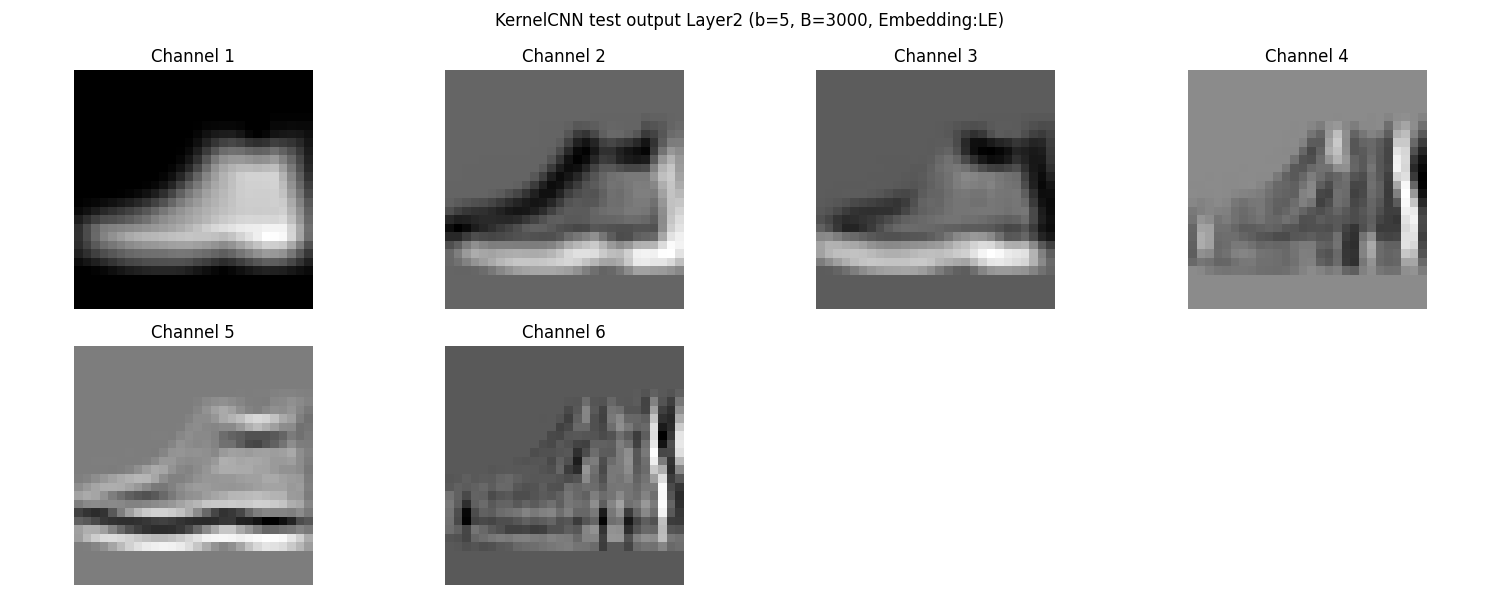 KernelCNN test output Layer2 (b=5, B=3000, Embedding:LE)
Channel 1
Channel 2
Channel 3
Channel 4
Channel 5
Channel 6